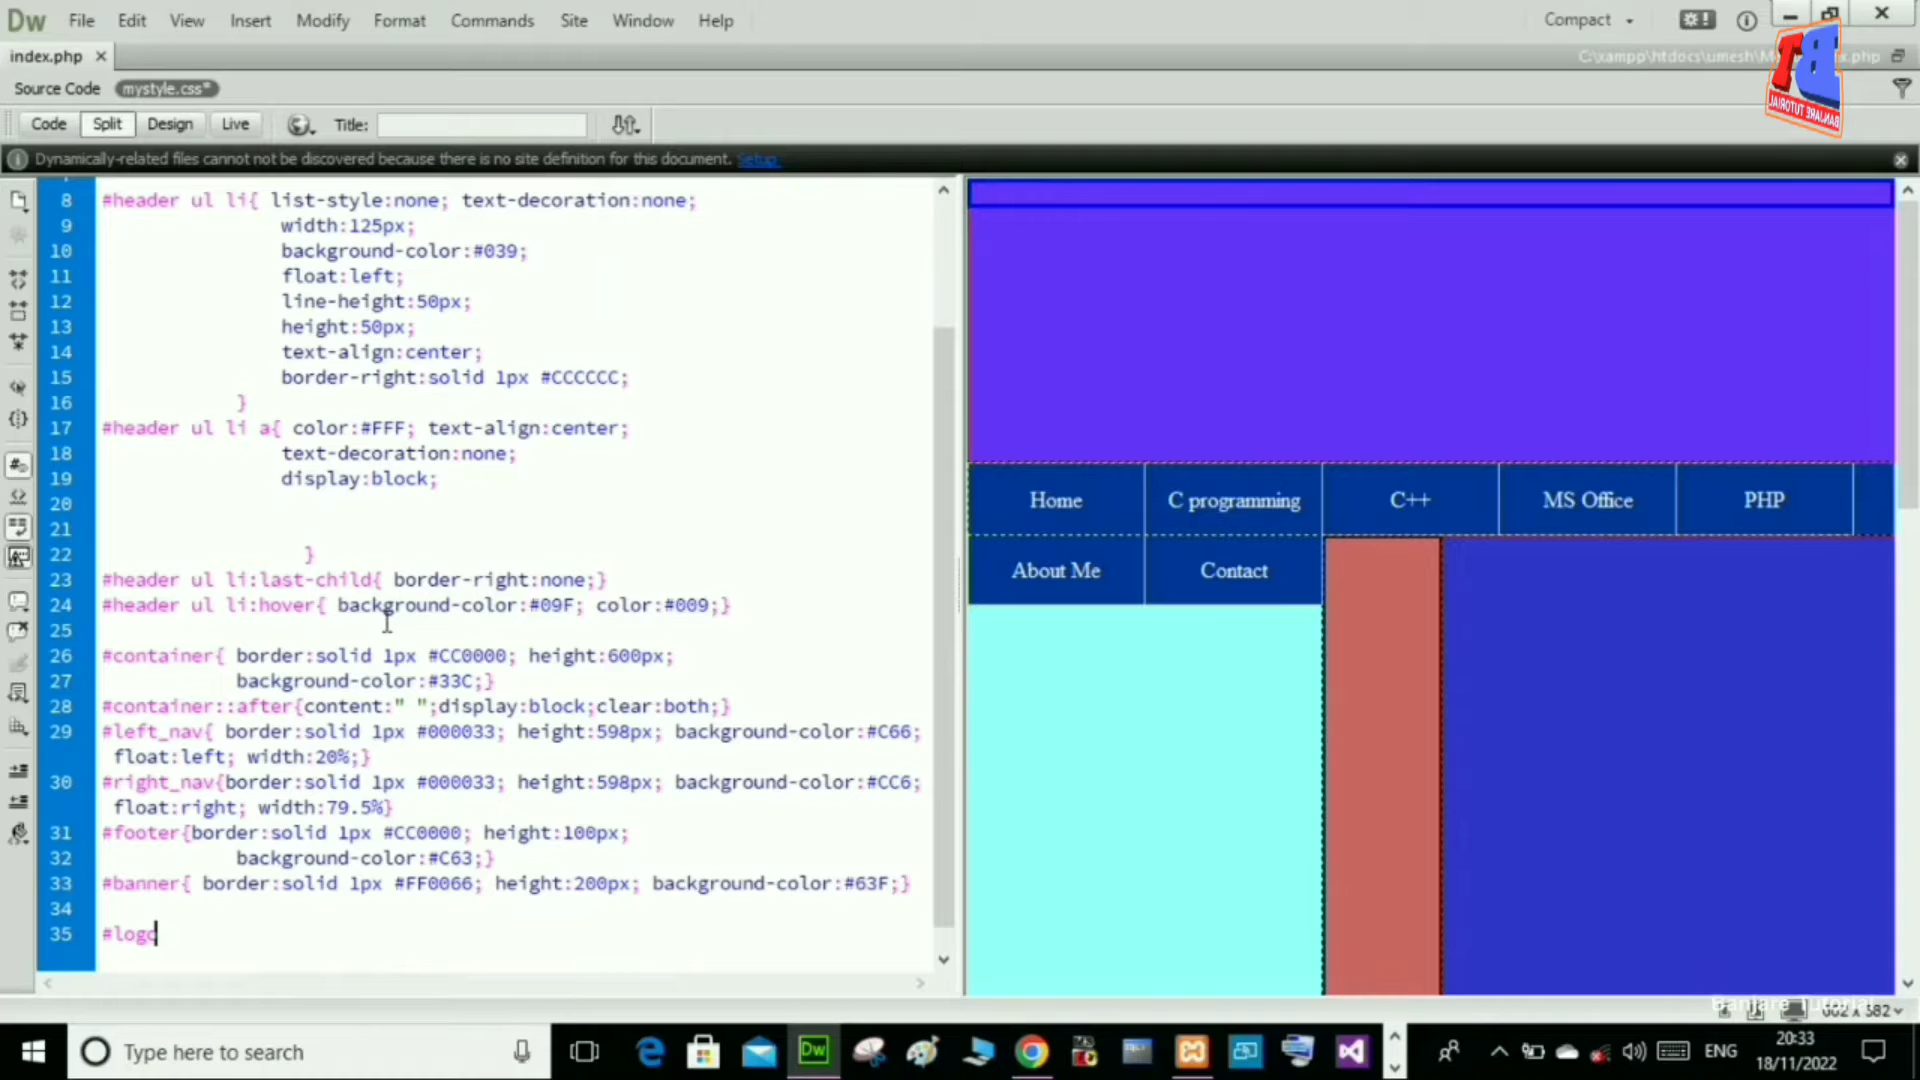 Dw File Edit View Insert Modify Format Commands Site Window Help Compact
index.php
Source Code mystyle.css*
Code Split Design Live Title:
Dynamically-related files cannot not be discovered because there is no site definition for this document. Setup
8 #header ul li{ list-style:none; text-decoration:none;
9 width:125px;
10 background-color:#039;
11 float:left;
12 line-height:50px;
13 height:50px;
14 text-align:center;
15 border-right:solid 1px #CCCCCC;
16 }
17 #header ul li a{ color:#FFF; text-align:center;
18 text-decoration:none;
19 display:block;
20
21
22 }
23 #header ul li:last-child{ border-right:none;}
24 #header ul li:hover{ background-color:#09F; color:#009;}
25
26 #container{ border:solid 1px #CC0000; height:600px;
27 background-color:#33C;}
28 #container::after{content:" ";display:block;clear:both;}
29 #left_nav{ border:solid 1px #000033; height:598px; background-color:#C66;
float:left; width:20%;}
30 #right_nav{border:solid 1px #000033; height:598px; background-color:#CC6;
float:right; width:79.5%}
31 #footer{border:solid 1px #CC0000; height:100px;
32 background-color:#C63;}
33 #banner{ border:solid 1px #FF0066; height:200px; background-color:#63F;}
34
35 #logo
Home C programming C++ MS Office PHP
About Me Contact
BANJARE TUTORIAL
Banjare Tutorial
Type here to search
Dw
ENG
20:33
18/11/2022